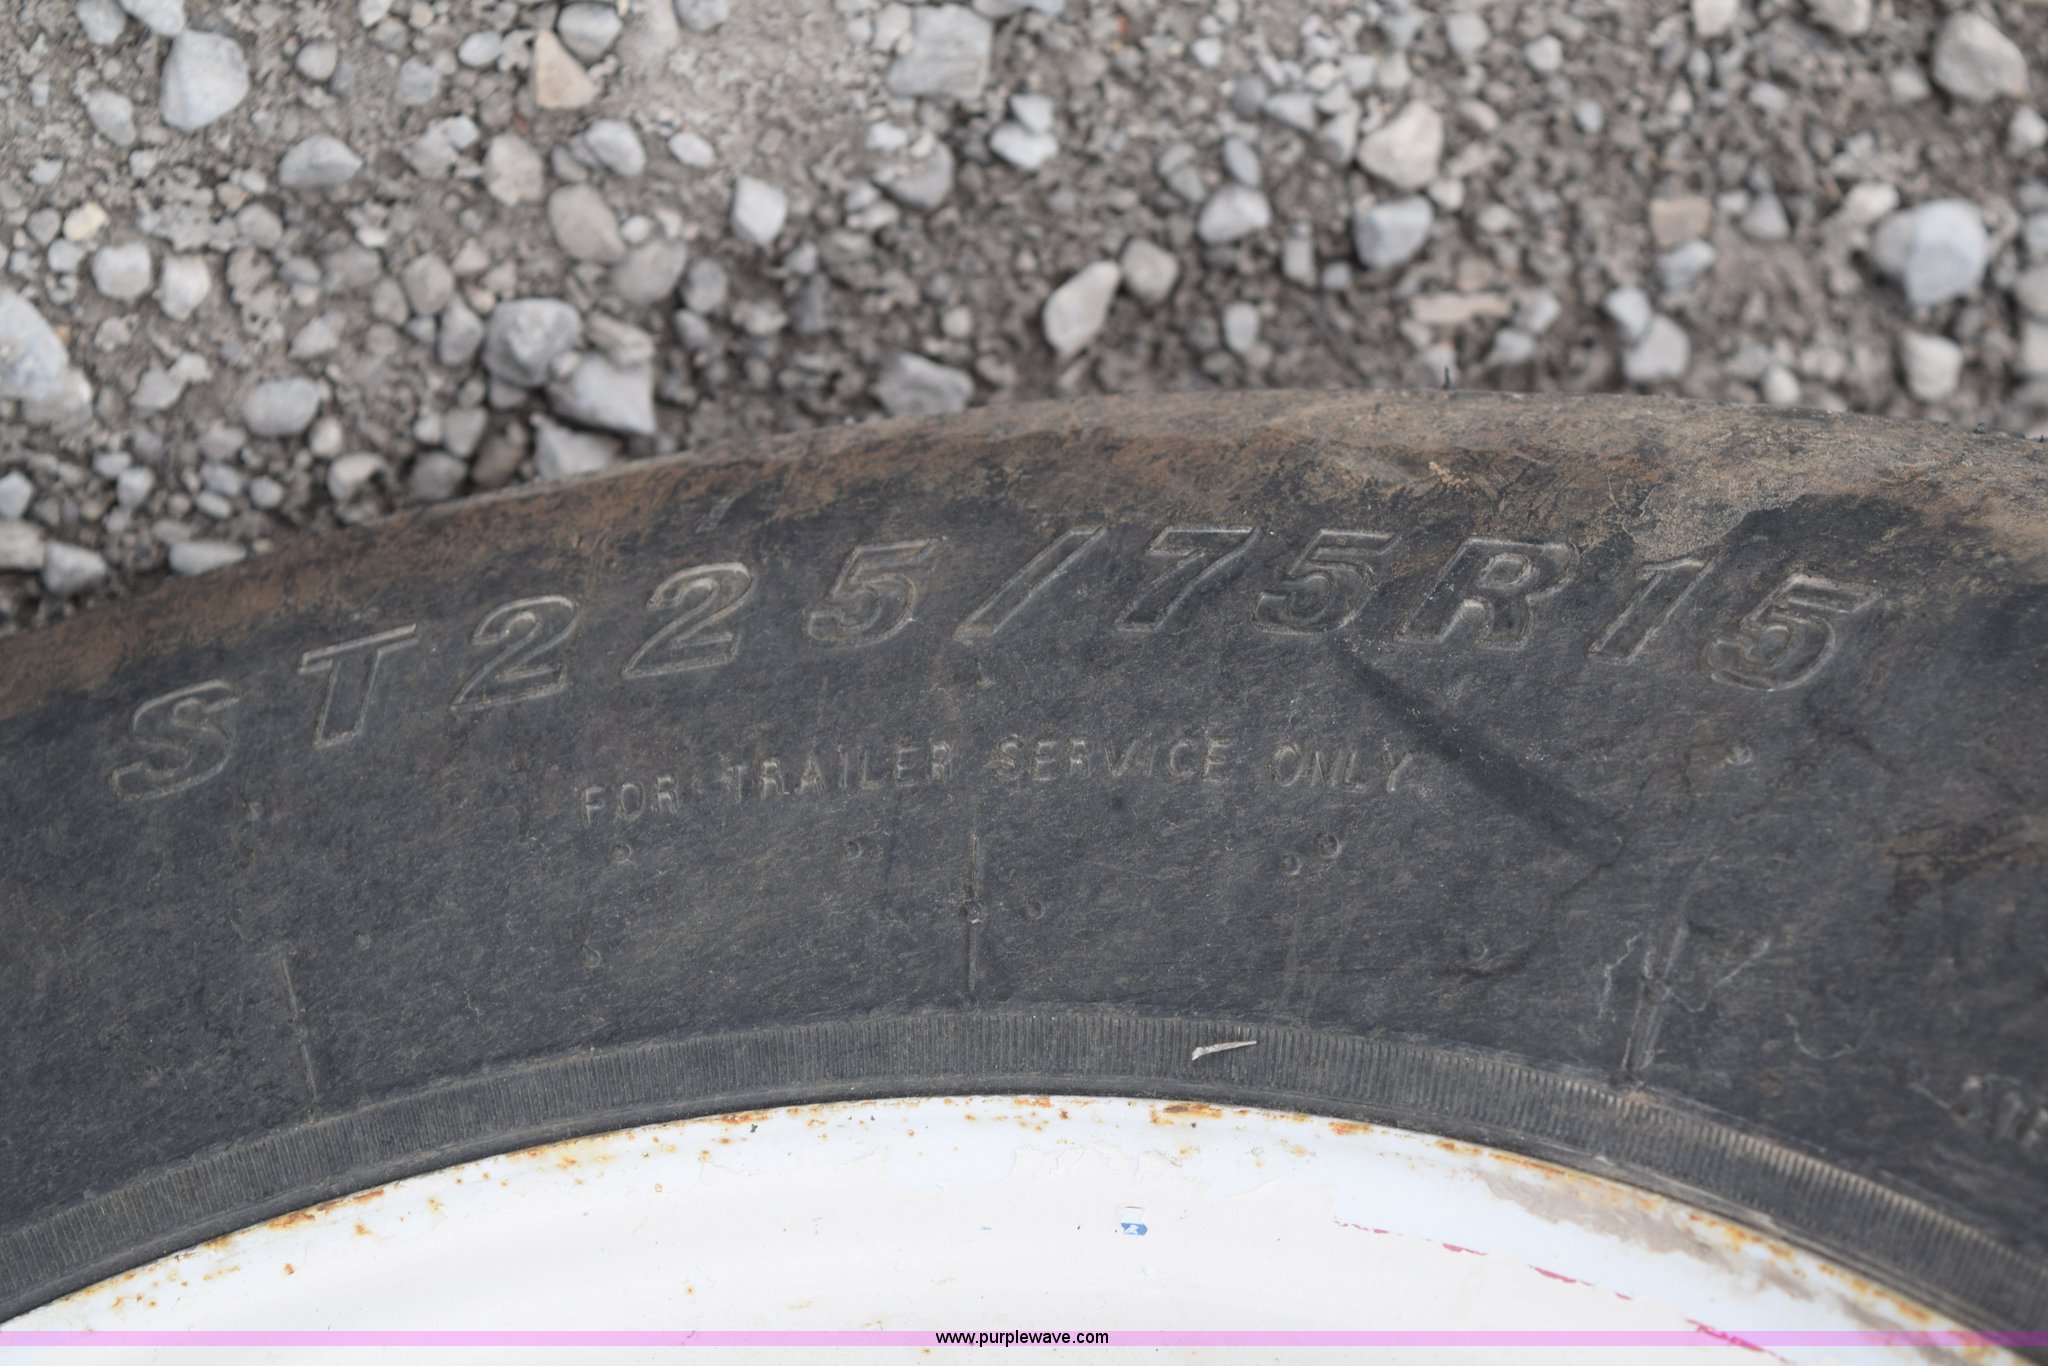 ST225/75R15
FOR TRAILER SERVICE ONLY
www.purplewave.com